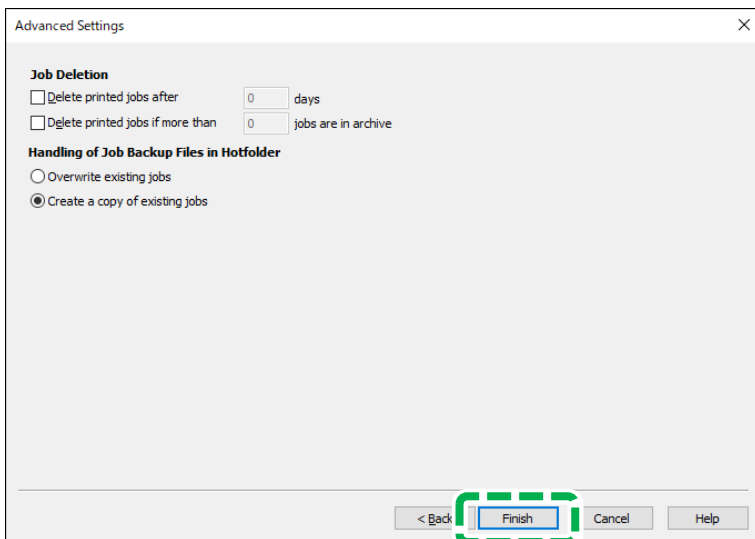 Advanced Settings
Job Deletion
Delete printed jobs after 0 days
Delete printed jobs if more than 0 jobs are in archive
Handling of Job Backup Files in Hotfolder
Overwrite existing jobs
Create a copy of existing jobs
< Back Finish Cancel Help